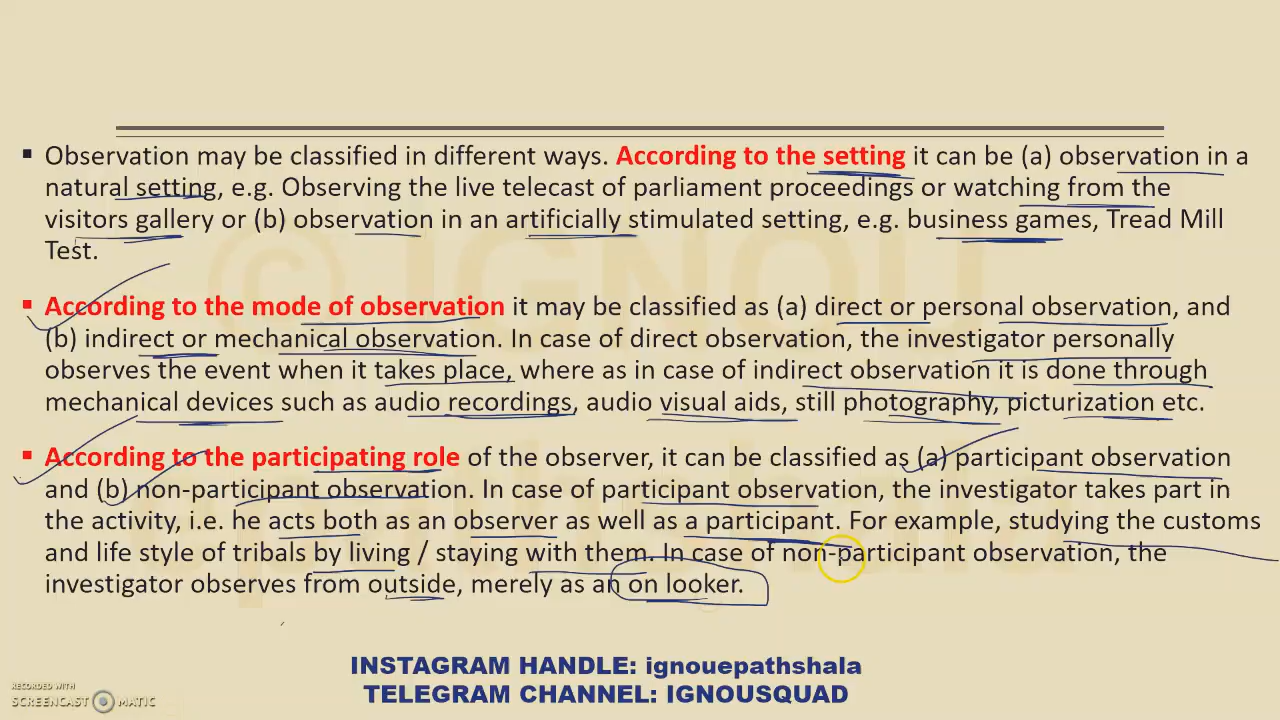 ▪ Observation may be classified in different ways. According to the setting it can be (a) observation in a
natural setting, e.g. Observing the live telecast of parliament proceedings or watching from the
visitors gallery or (b) observation in an artificially stimulated setting, e.g. business games, Tread Mill
Test.
▪ According to the mode of observation it may be classified as (a) direct or personal observation, and
(b) indirect or mechanical observation. In case of direct observation, the investigator personally
observes the event when it takes place, where as in case of indirect observation it is done through
mechanical devices such as audio recordings, audio visual aids, still photography, picturization etc.
▪ According to the participating role of the observer, it can be classified as (a) participant observation
and (b) non-participant observation. In case of participant observation, the investigator takes part in
the activity, i.e. he acts both as an observer as well as a participant. For example, studying the customs
and life style of tribals by living / staying with them. In case of non-participant observation, the
investigator observes from outside, merely as an on looker.
INSTAGRAM HANDLE: ignouepathshala
TELEGRAM CHANNEL: IGNOUSQUAD
RECORDED WITH
SCREENCAST MATIC
© IGNOU